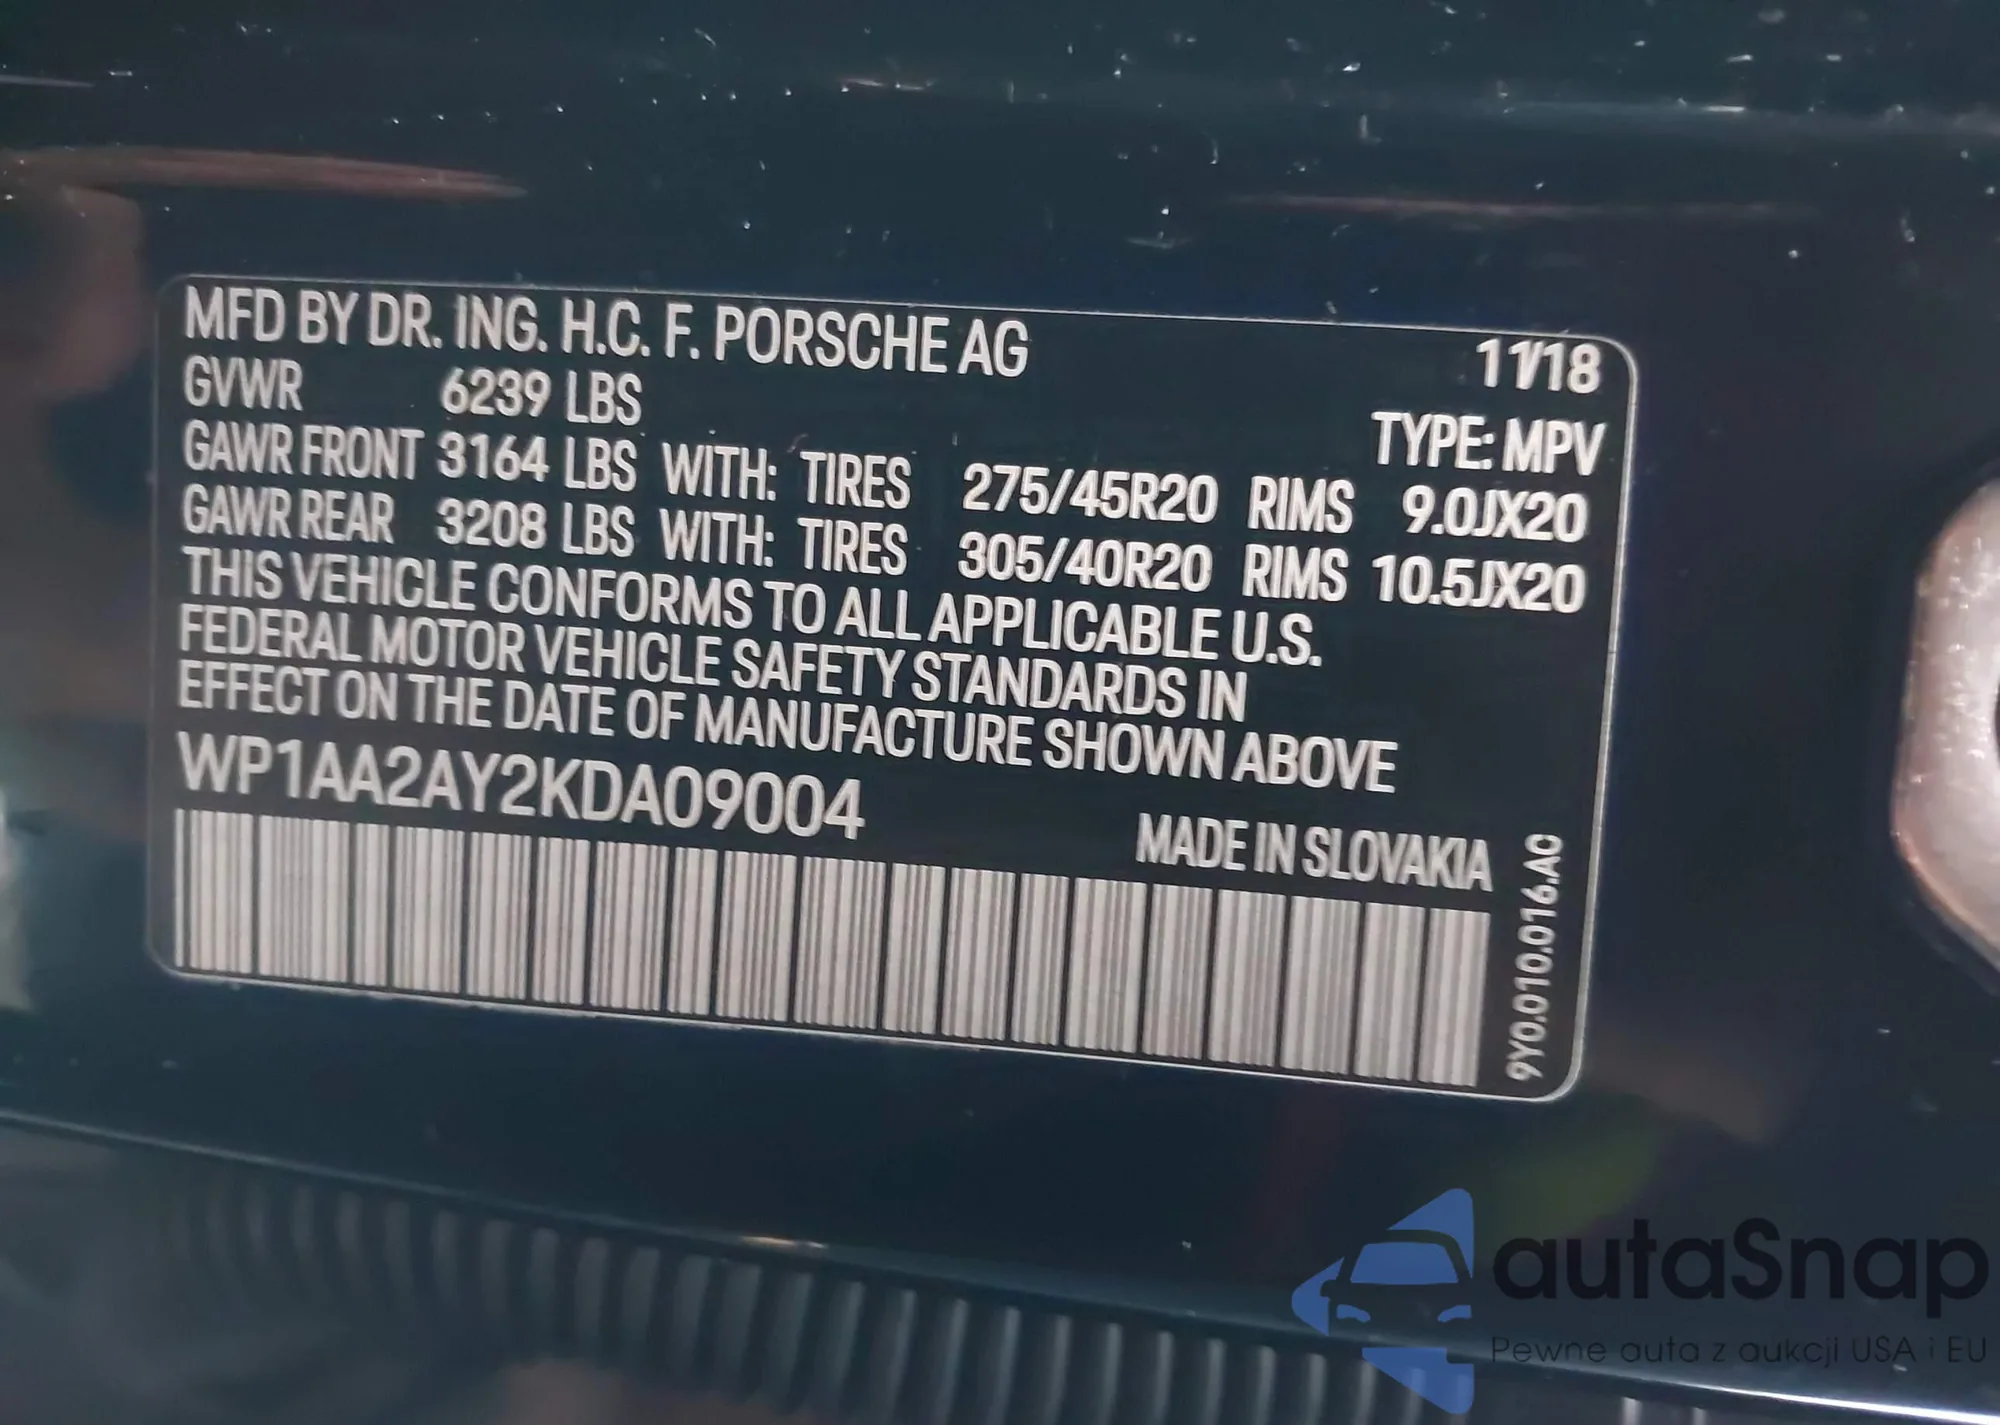 MFD BY DR. ING. H.C. F. PORSCHE AG 11/18
GVWR 6239 LBS TYPE: MPV
GAWR FRONT 3164 LBS WITH: TIRES 275/45R20 RIMS 9.0JX20
GAWR REAR 3208 LBS WITH: TIRES 305/40R20 RIMS 10.5JX20
THIS VEHICLE CONFORMS TO ALL APPLICABLE U.S.
FEDERAL MOTOR VEHICLE SAFETY STANDARDS IN
EFFECT ON THE DATE OF MANUFACTURE SHOWN ABOVE
WP1AA2AY2KDA09004
MADE IN SLOVAKIA
9Y0.010.016.AC
autaSnap
Pewne auta z aukcji USA i EU